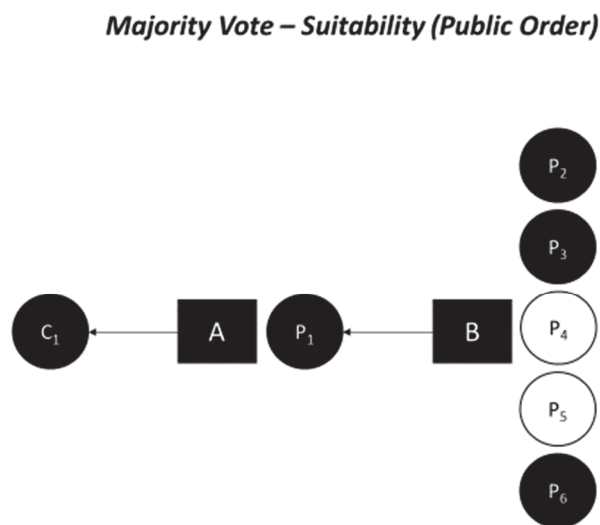 Majority Vote – Suitability (Public Order)
P₂
P₃
C₁ A P₁ B P₄
P₅
P₆